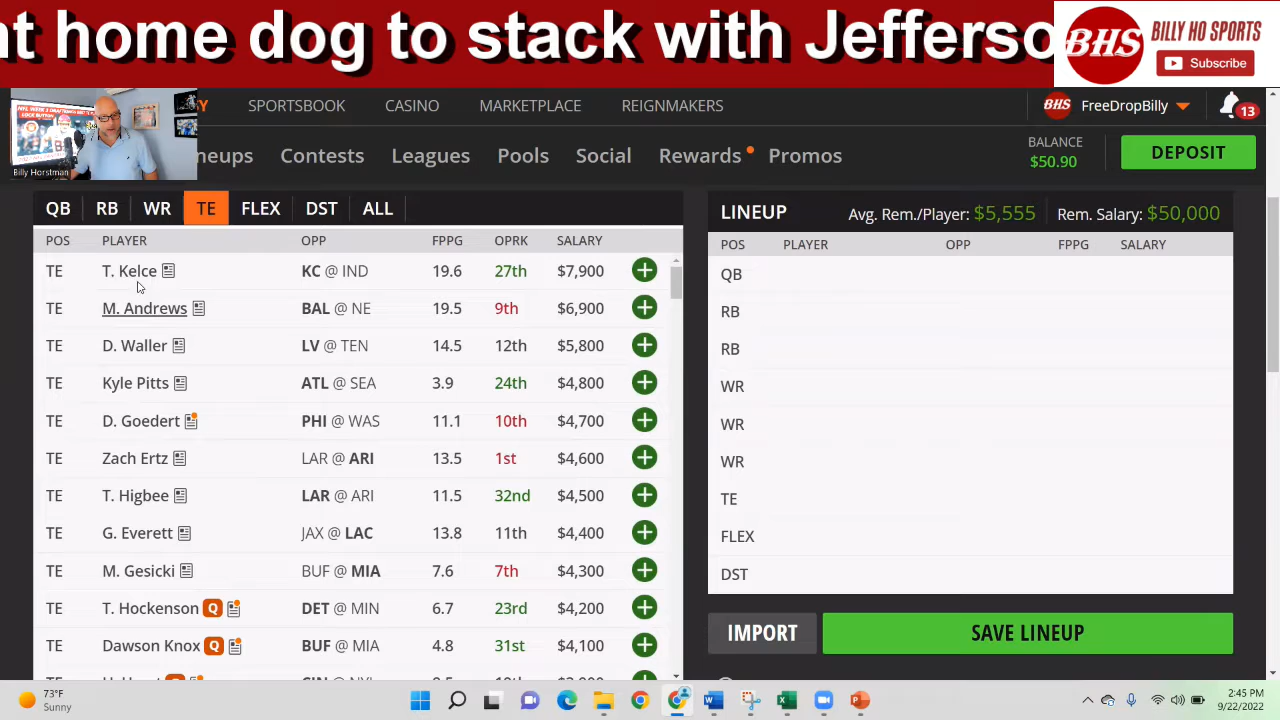 nt home dog to stack with Jefferso
BHS
BILLY HO SPORTS
Subscribe
SPORTSBOOK CASINO MARKETPLACE REIGNMAKERS
BHS FreeDropBilly 13
Billy Horstman
neups Contests Leagues Pools Social Rewards Promos
BALANCE
$50.90
DEPOSIT
QB RB WR TE FLEX DST ALL
POS PLAYER OPP FPPG OPRK SALARY
TE T. Kelce KC @ IND 19.6 27th $7,900
TE M. Andrews BAL @ NE 19.5 9th $6,900
TE D. Waller LV @ TEN 14.5 12th $5,800
TE Kyle Pitts ATL @ SEA 3.9 24th $4,800
TE D. Goedert PHI @ WAS 11.1 10th $4,700
TE Zach Ertz LAR @ ARI 13.5 1st $4,600
TE T. Higbee LAR @ ARI 11.5 32nd $4,500
TE G. Everett JAX @ LAC 13.8 11th $4,400
TE M. Gesicki BUF @ MIA 7.6 7th $4,300
TE T. Hockenson Q DET @ MIN 6.7 23rd $4,200
TE Dawson Knox Q BUF @ MIA 4.8 31st $4,100
LINEUP Avg. Rem./Player: $5,555 Rem. Salary: $50,000
POS PLAYER OPP FPPG SALARY
QB
RB
RB
WR
WR
WR
TE
FLEX
DST
IMPORT SAVE LINEUP
73°F
Sunny
2:45 PM
9/22/2022